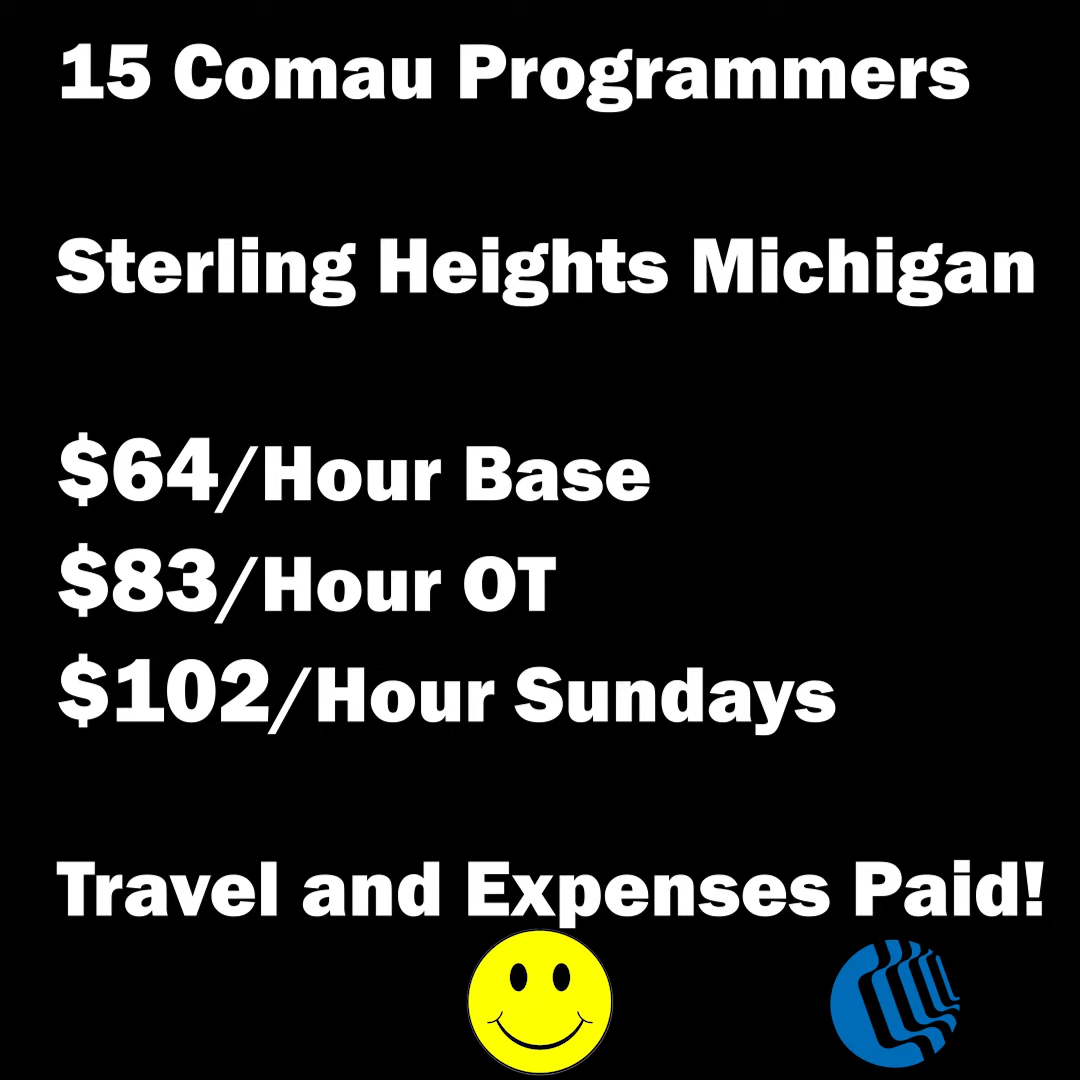 15 Comau Programmers
Sterling Heights Michigan
$64/Hour Base
$83/Hour OT
$102/Hour Sundays
Travel and Expenses Paid!